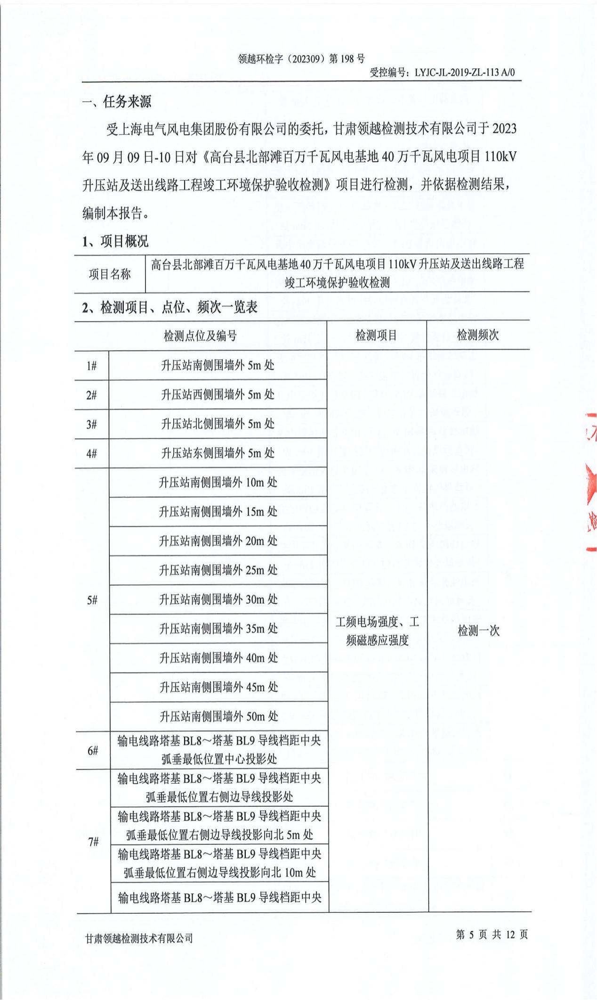 领越环检字（202309）第 198 号
受控编号：LYJC-JL-2019-ZL-113 A/0
一、任务来源
受上海电气风电集团股份有限公司的委托，甘肃领越检测技术有限公司于 2023
年 09 月 09 日-10 日对《高台县北部滩百万千瓦风电基地 40 万千瓦风电项目 110kV
升压站及送出线路工程竣工环境保护验收检测》项目进行检测，并依据检测结果，
编制本报告。
1、项目概况
项目名称
高台县北部滩百万千瓦风电基地 40 万千瓦风电项目 110kV 升压站及送出线路工程
竣工环境保护验收检测
2、检测项目、点位、频次一览表
检测点位及编号 检测项目 检测频次
1# 升压站南侧围墙外 5m 处
2# 升压站西侧围墙外 5m 处
3# 升压站北侧围墙外 5m 处
4# 升压站东侧围墙外 5m 处
5#
升压站南侧围墙外 10m 处
升压站南侧围墙外 15m 处
升压站南侧围墙外 20m 处
升压站南侧围墙外 25m 处
升压站南侧围墙外 30m 处
升压站南侧围墙外 35m 处
升压站南侧围墙外 40m 处
升压站南侧围墙外 45m 处
升压站南侧围墙外 50m 处
6#
输电线路塔基 BL8～塔基 BL9 导线档距中央
弧垂最低位置中心投影处
7#
输电线路塔基 BL8～塔基 BL9 导线档距中央
弧垂最低位置右侧边导线投影处
输电线路塔基 BL8～塔基 BL9 导线档距中央
弧垂最低位置右侧边导线投影向北 5m 处
输电线路塔基 BL8～塔基 BL9 导线档距中央
弧垂最低位置右侧边导线投影向北 10m 处
输电线路塔基 BL8～塔基 BL9 导线档距中央
工频电场强度、工
频磁感应强度
检测一次
甘肃领越检测技术有限公司
第 5 页 共 12 页